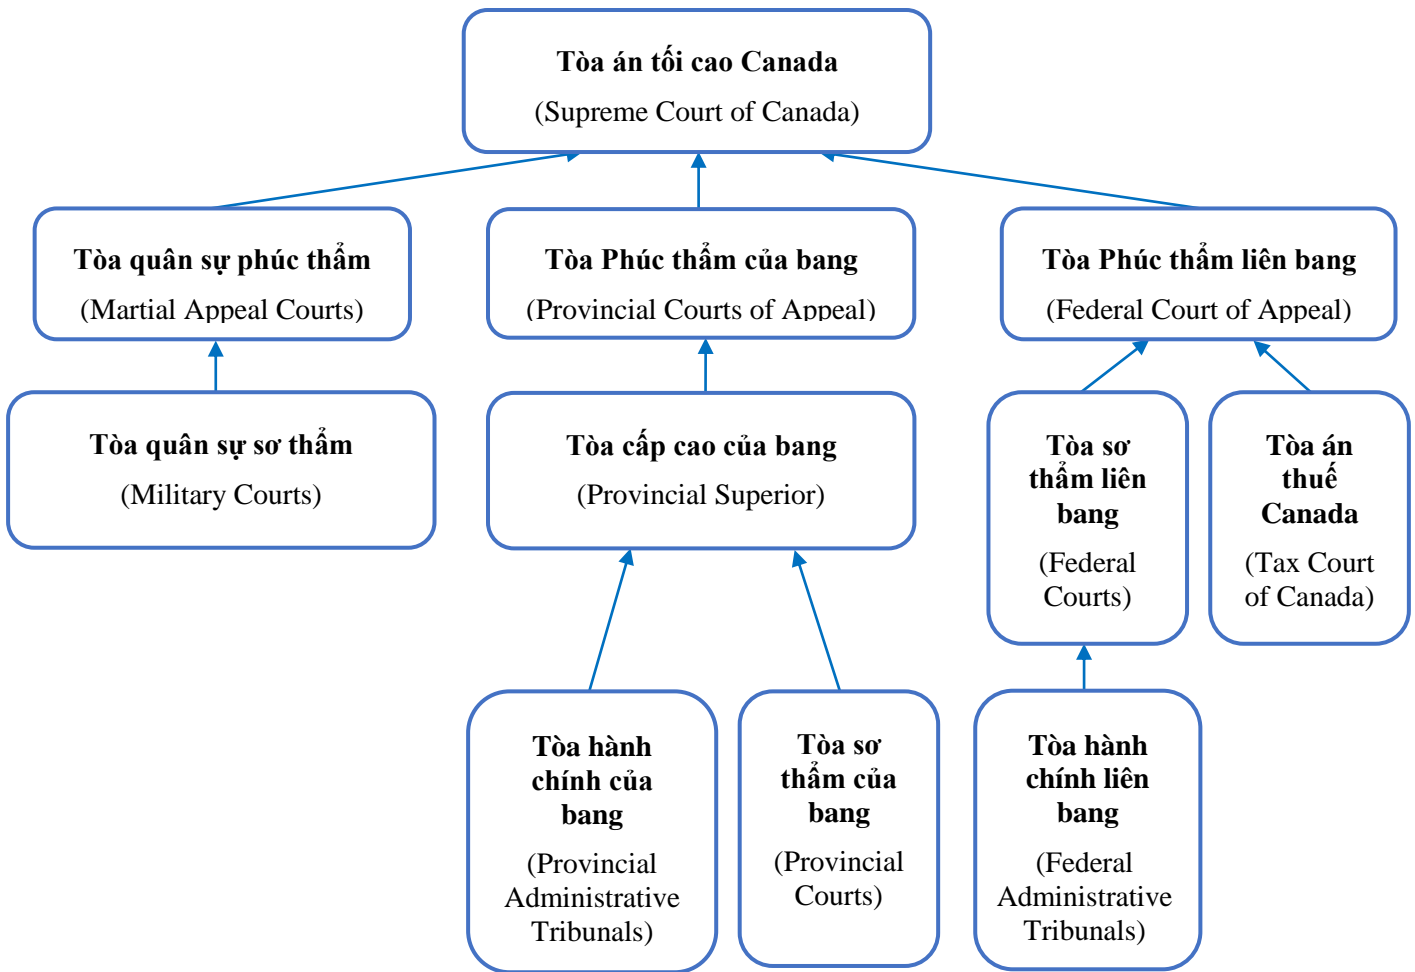 Tòa án tối cao Canada
(Supreme Court of Canada)
Tòa quân sự phúc thẩm
(Martial Appeal Courts)
Tòa Phúc thẩm của bang
(Provincial Courts of Appeal)
Tòa Phúc thẩm liên bang
(Federal Court of Appeal)
Tòa quân sự sơ thẩm
(Military Courts)
Tòa cấp cao của bang
(Provincial Superior)
Tòa sơ
thẩm liên
bang
(Federal
Courts)
Tòa án
thuế
Canada
(Tax Court
of Canada)
Tòa hành
chính của
bang
(Provincial
Administrative
Tribunals)
Tòa sơ
thẩm của
bang
(Provincial
Courts)
Tòa hành
chính liên
bang
(Federal
Administrative
Tribunals)